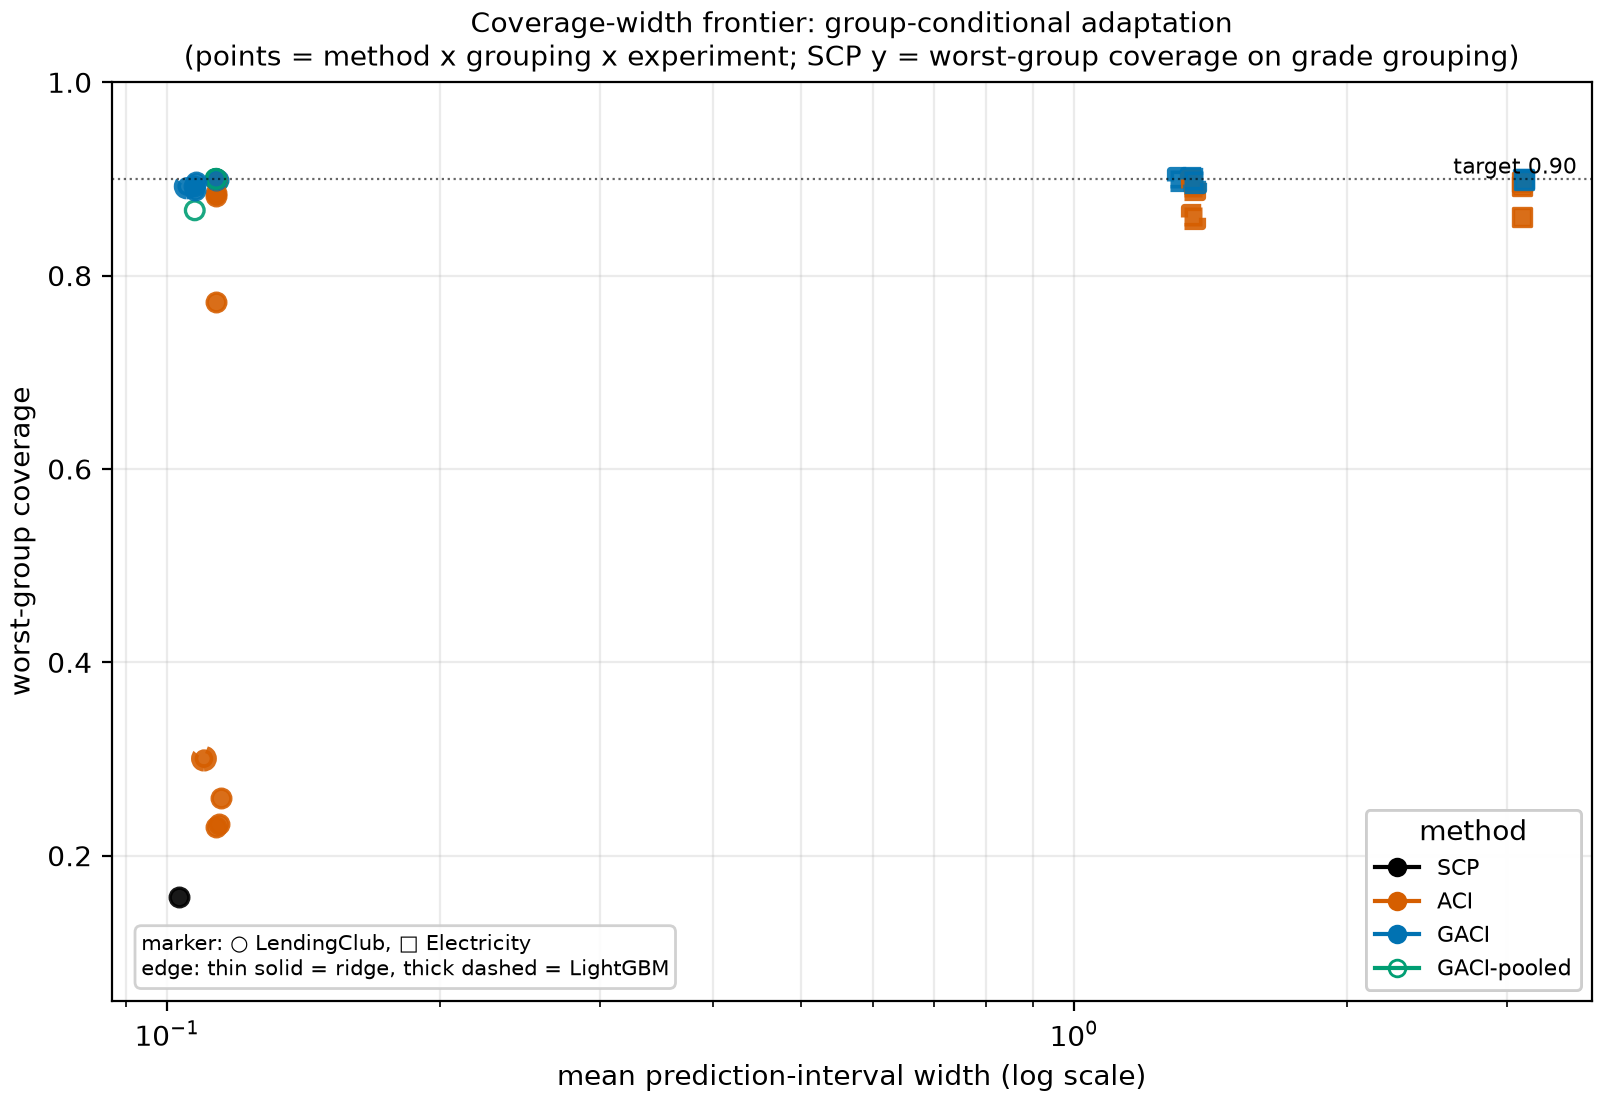 Coverage-width frontier: group-conditional adaptation
(points = method x grouping x experiment; SCP y = worst-group coverage on grade grouping)
worst-group coverage
1.0
0.8
0.6
0.4
0.2
target 0.90
method
SCP
ACI
GACI
GACI-pooled
marker: ○ LendingClub, □ Electricity
edge: thin solid = ridge, thick dashed = LightGBM
10⁻¹
10⁰
mean prediction-interval width (log scale)